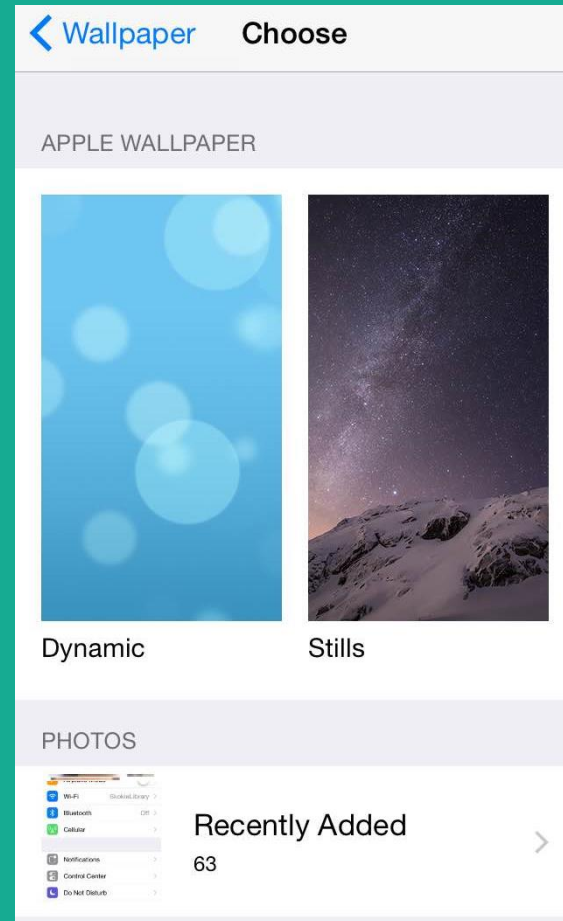 Wallpaper Choose
APPLE WALLPAPER
Dynamic Stills
PHOTOS
Wi-Fi
Bluetooth Off
Cellular
Notifications
Control Center
Do Not Disturb
Recently Added
63